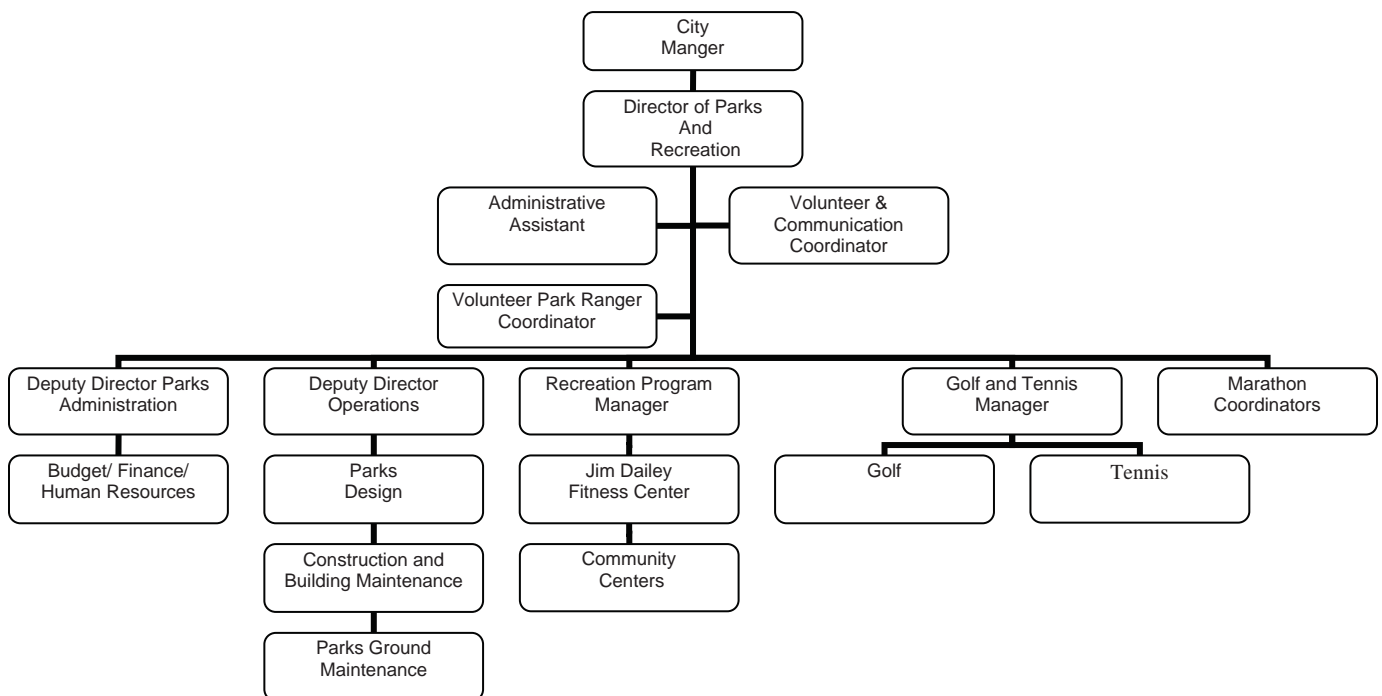 City
Manger
Director of Parks
And
Recreation
Administrative
Assistant
Volunteer &
Communication
Coordinator
Volunteer Park Ranger
Coordinator
Deputy Director Parks
Administration
Deputy Director
Operations
Recreation Program
Manager
Golf and Tennis
Manager
Marathon
Coordinators
Budget/ Finance/
Human Resources
Parks
Design
Jim Dailey
Fitness Center
Golf
Tennis
Construction and
Building Maintenance
Community
Centers
Parks Ground
Maintenance